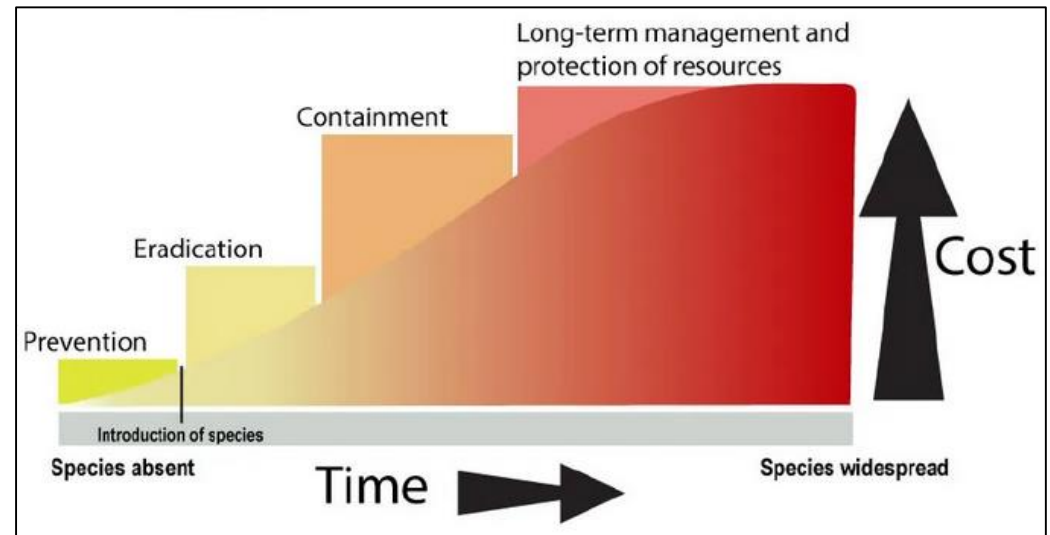 Long-term management and
protection of resources
Containment
Eradication
Cost
Prevention
Introduction of species
Species absent
Time
Species widespread